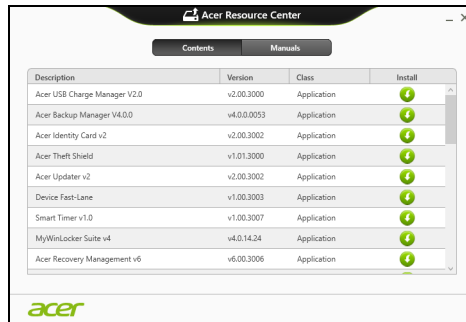 Acer Resource Center
Contents Manuals
Description Version Class Install
Acer USB Charge Manager V2.0 v2.00.3000 Application
Acer Backup Manager V4.0.0 v4.0.0.0053 Application
Acer Identity Card v2 v2.00.3002 Application
Acer Theft Shield v1.01.3000 Application
Acer Updater v2 v2.00.3002 Application
Device Fast-Lane v1.00.3003 Application
Smart Timer v1.0 v1.00.3007 Application
MyWinLocker Suite v4 v4.0.14.24 Application
Acer Recovery Management v6 v6.00.3006 Application
acer